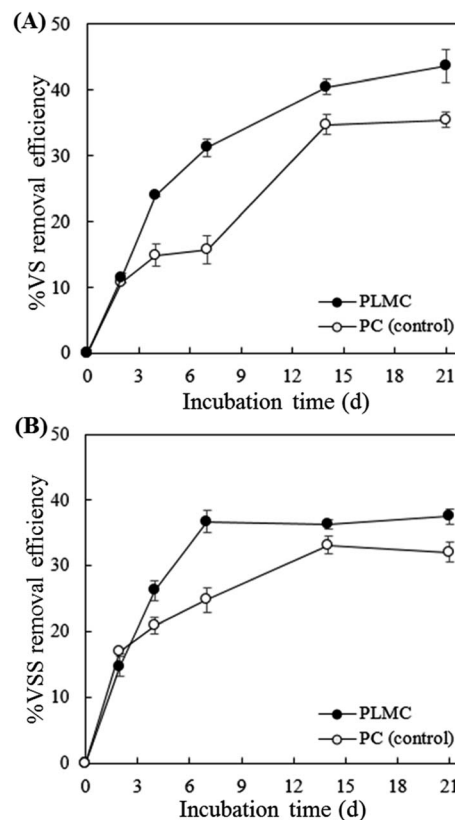 (A)
50
40
30
20
10
0
%VS removal efficiency
PLMC
PC (control)
0 3 6 9 12 15 18 21
Incubation time (d)
(B)
50
40
30
20
10
0
%VSS removal efficiency
PLMC
PC (control)
0 3 6 9 12 15 18 21
Incubation time (d)